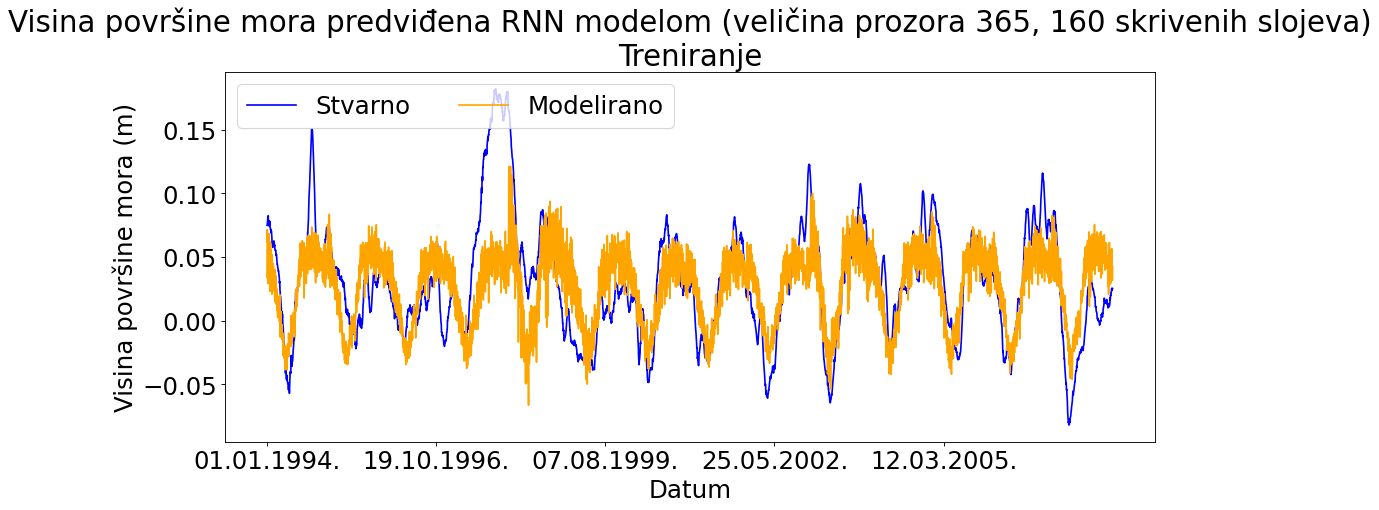 Visina površine mora predviđena RNN modelom (veličina prozora 365, 160 skrivenih slojeva)
Treniranje
Stvarno
Modelirano
Visina površine mora (m)
0.15
0.10
0.05
0.00
−0.05
01.01.1994.
19.10.1996.
07.08.1999.
25.05.2002.
12.03.2005.
Datum